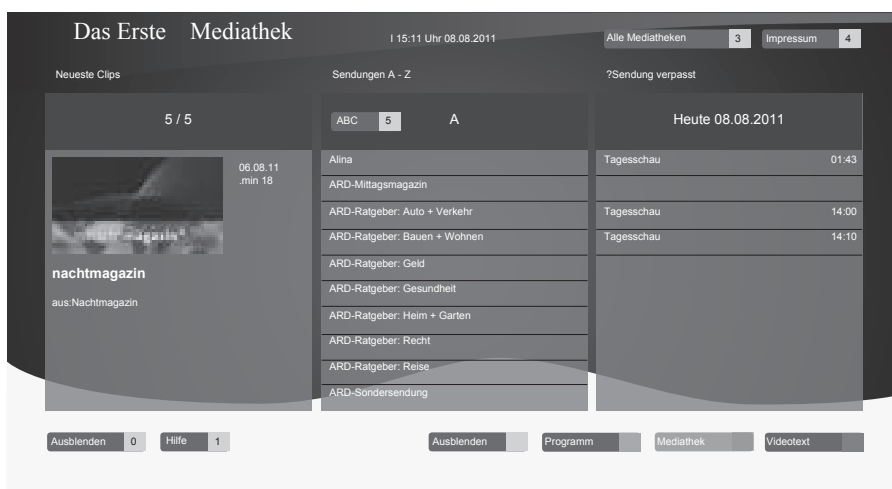 Das Erste Mediathek
I 15:11 Uhr 08.08.2011
Alle Mediatheken 3
Impressum 4
Neueste Clips
Sendungen A - Z
?Sendung verpasst
5 / 5
ABC 5
A
Heute 08.08.2011
06.08.11
.min 18
nachtmagazin
aus:Nachtmagazin
Alina
ARD-Mittagsmagazin
ARD-Ratgeber: Auto + Verkehr
ARD-Ratgeber: Bauen + Wohnen
ARD-Ratgeber: Geld
ARD-Ratgeber: Gesundheit
ARD-Ratgeber: Heim + Garten
ARD-Ratgeber: Recht
ARD-Ratgeber: Reise
ARD-Sondersendung
Tagesschau 01:43
Tagesschau 14:00
Tagesschau 14:10
Ausblenden 0
Hilfe 1
Ausblenden
Programm
Mediathek
Videotext